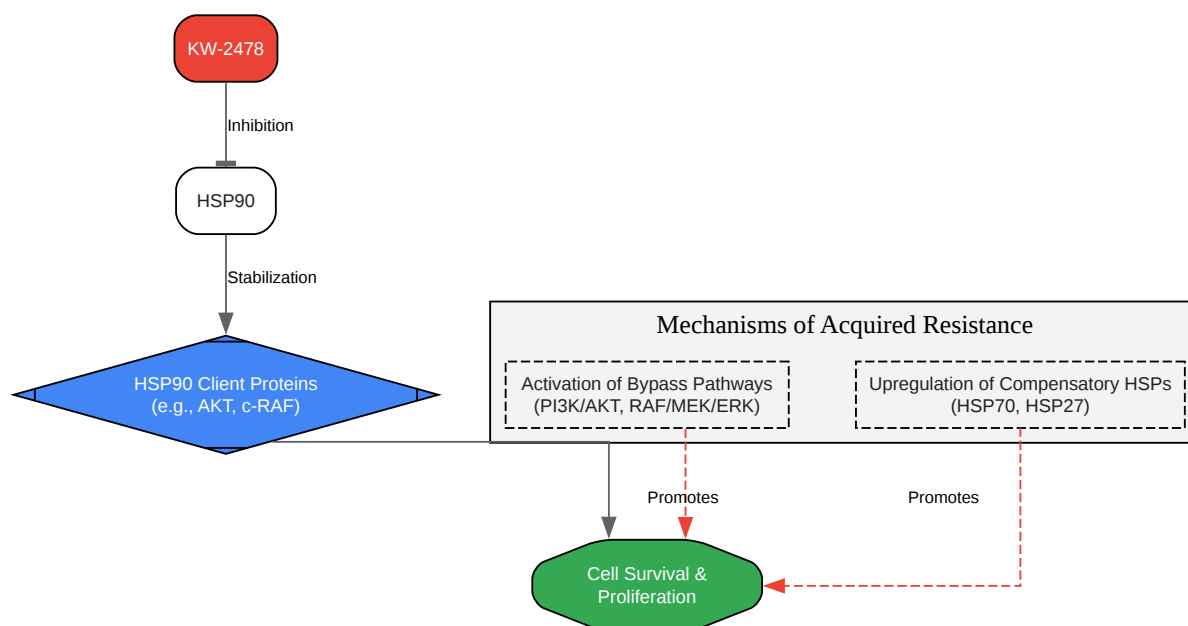 KW-2478
Inhibition
HSP90
Stabilization
Mechanisms of Acquired Resistance
HSP90 Client Proteins
(e.g., AKT, c-RAF)
Activation of Bypass Pathways
(PI3K/AKT, RAF/MEK/ERK)
Upregulation of Compensatory HSPs
(HSP70, HSP27)
Promotes
Promotes
Cell Survival &
Proliferation